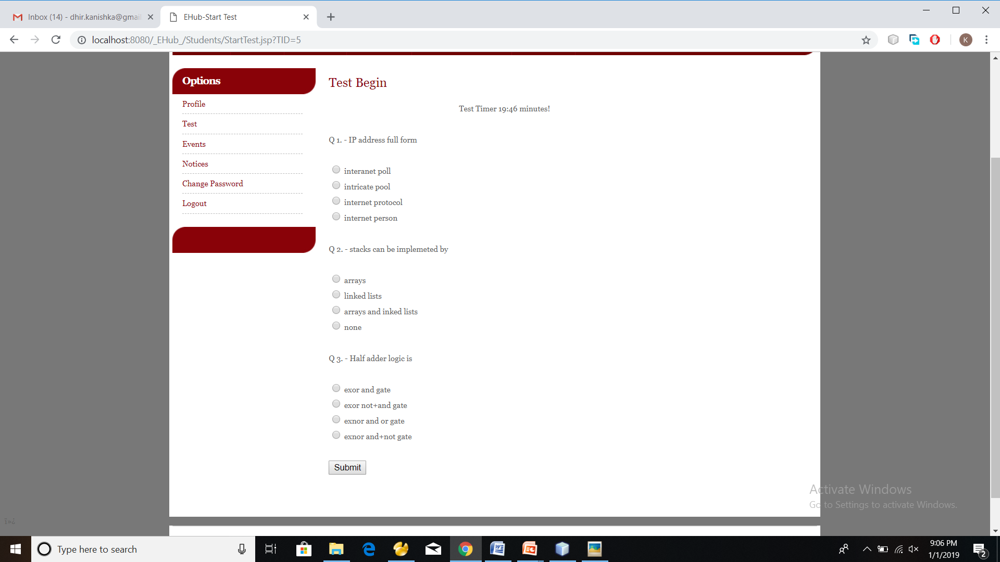 Inbox (14) - dhir.kanishka@gmail
EHub-Start Test
localhost:8080/_EHub_/Students/StartTest.jsp?TID=5
K
Options
Profile
Test
Events
Notices
Change Password
Logout
Test Begin
Test Timer 19:46 minutes!
Q 1. - IP address full form
interanet poll
intricate pool
internet protocol
internet person
Q 2. - stacks can be implemeted by
arrays
linked lists
arrays and inked lists
none
Q 3. - Half adder logic is
exor and gate
exor not+and gate
exnor and or gate
exnor and+not gate
Submit
Activate Windows
Go to Settings to activate Windows.
ï»¿
Type here to search
9:06 PM
1/1/2019
2